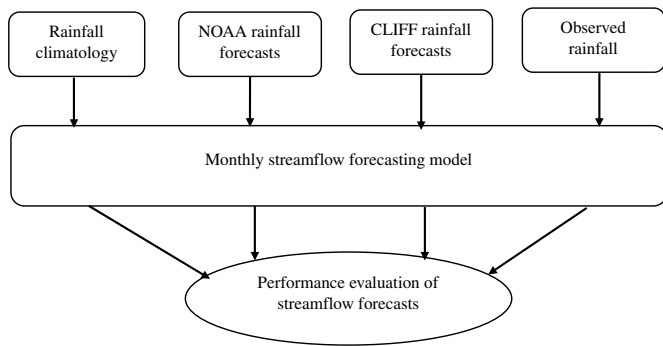 Rainfall
climatology
NOAA rainfall
forecasts
CLIFF rainfall
forecasts
Observed
rainfall
Monthly streamflow forecasting model
Performance evaluation of
streamflow forecasts